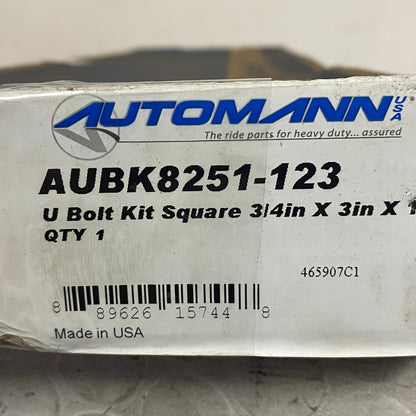 AUTOMANN USA
The ride parts for heavy duty... assured
AUBK8251-123
U Bolt Kit Square 3/4in X 3in X 1
QTY 1
465907C1
8 89626 15744 8
Made in USA